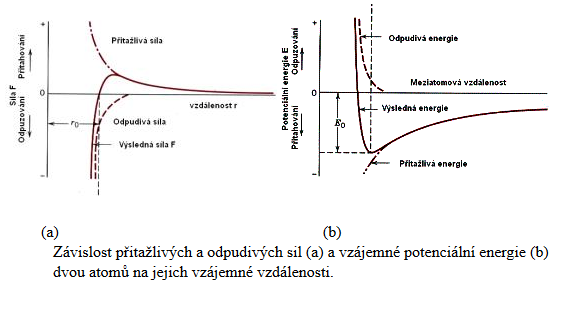 +
Přitažlivá síla
Síla F
Odpuzování
Přitahování
0
vzdálenost r
r0
Odpudivá síla
Výsledná síla F
–
+
Odpudivá energie
Potenciální energie E
Přitahování
Odpuzování
Meziatomová vzdálenost
0
Výsledná energie
E0
Přitažlivá energie
–
(a)
(b)
Závislost přitažlivých a odpudivých sil (a) a vzájemné potenciální energie (b)
dvou atomů na jejich vzájemné vzdálenosti.